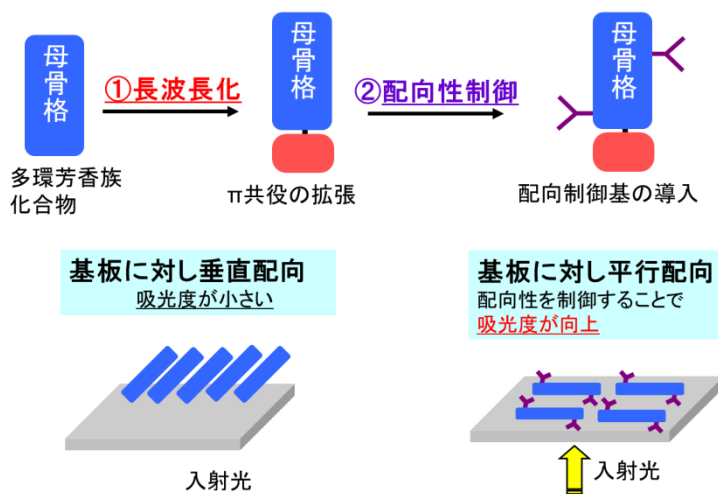 母骨格
①長波長化
母骨格
②配向性制御
母骨格
多環芳香族
化合物
π共役の拡張
配向制御基の導入
基板に対し垂直配向
吸光度が小さい
基板に対し平行配向
配向性を制御することで
吸光度が向上
入射光
入射光